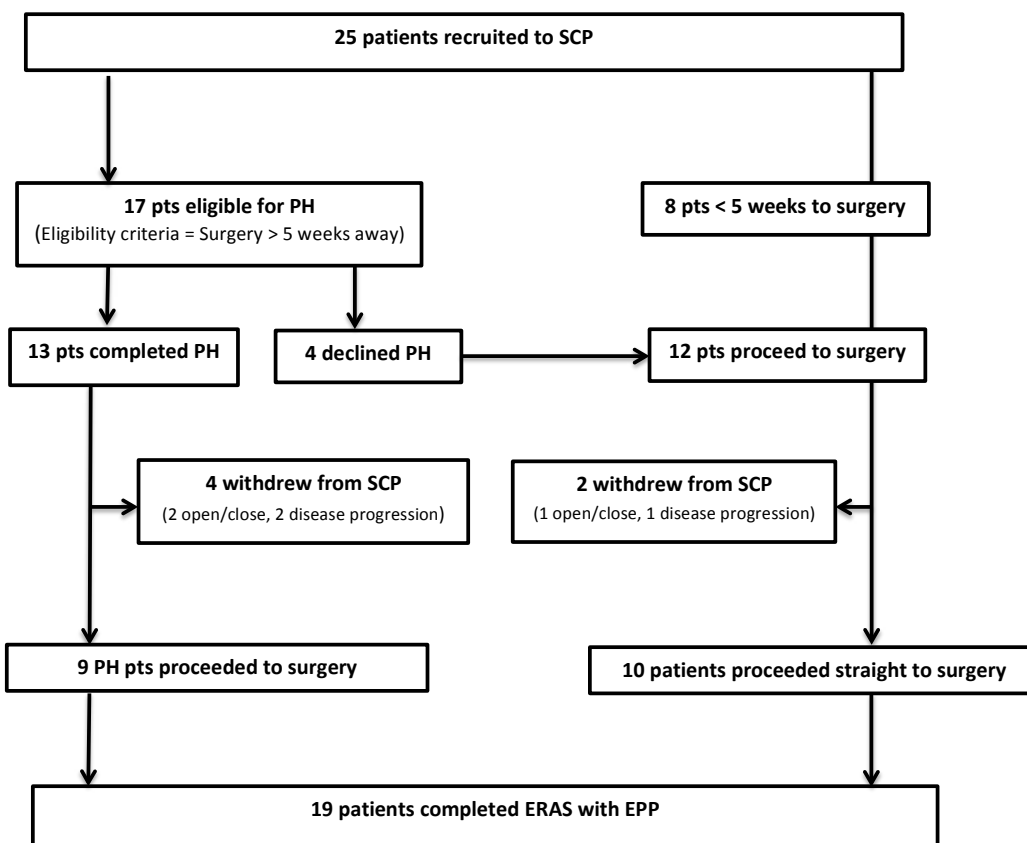 25 patients recruited to SCP
17 pts eligible for PH
(Eligibility criteria = Surgery > 5 weeks away)
8 pts < 5 weeks to surgery
13 pts completed PH
4 declined PH
12 pts proceed to surgery
4 withdrew from SCP
(2 open/close, 2 disease progression)
2 withdrew from SCP
(1 open/close, 1 disease progression)
9 PH pts proceeded to surgery
10 patients proceeded straight to surgery
19 patients completed ERAS with EPP